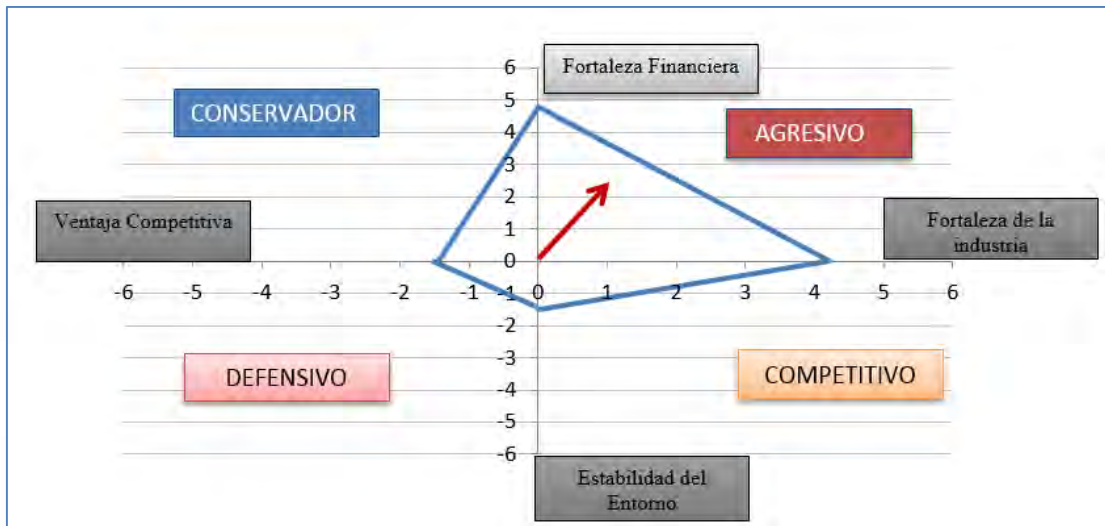 Fortaleza Financiera
CONSERVADOR
AGRESIVO
Ventaja Competitiva
Fortaleza de la
industria
6
5
4
3
2
1
0
-6 -5 -4 -3 -2 -1 0 1 2 3 4 5 6
-1
-2
-3
-4
-5
-6
DEFENSIVO
COMPETITIVO
Estabilidad del
Entorno